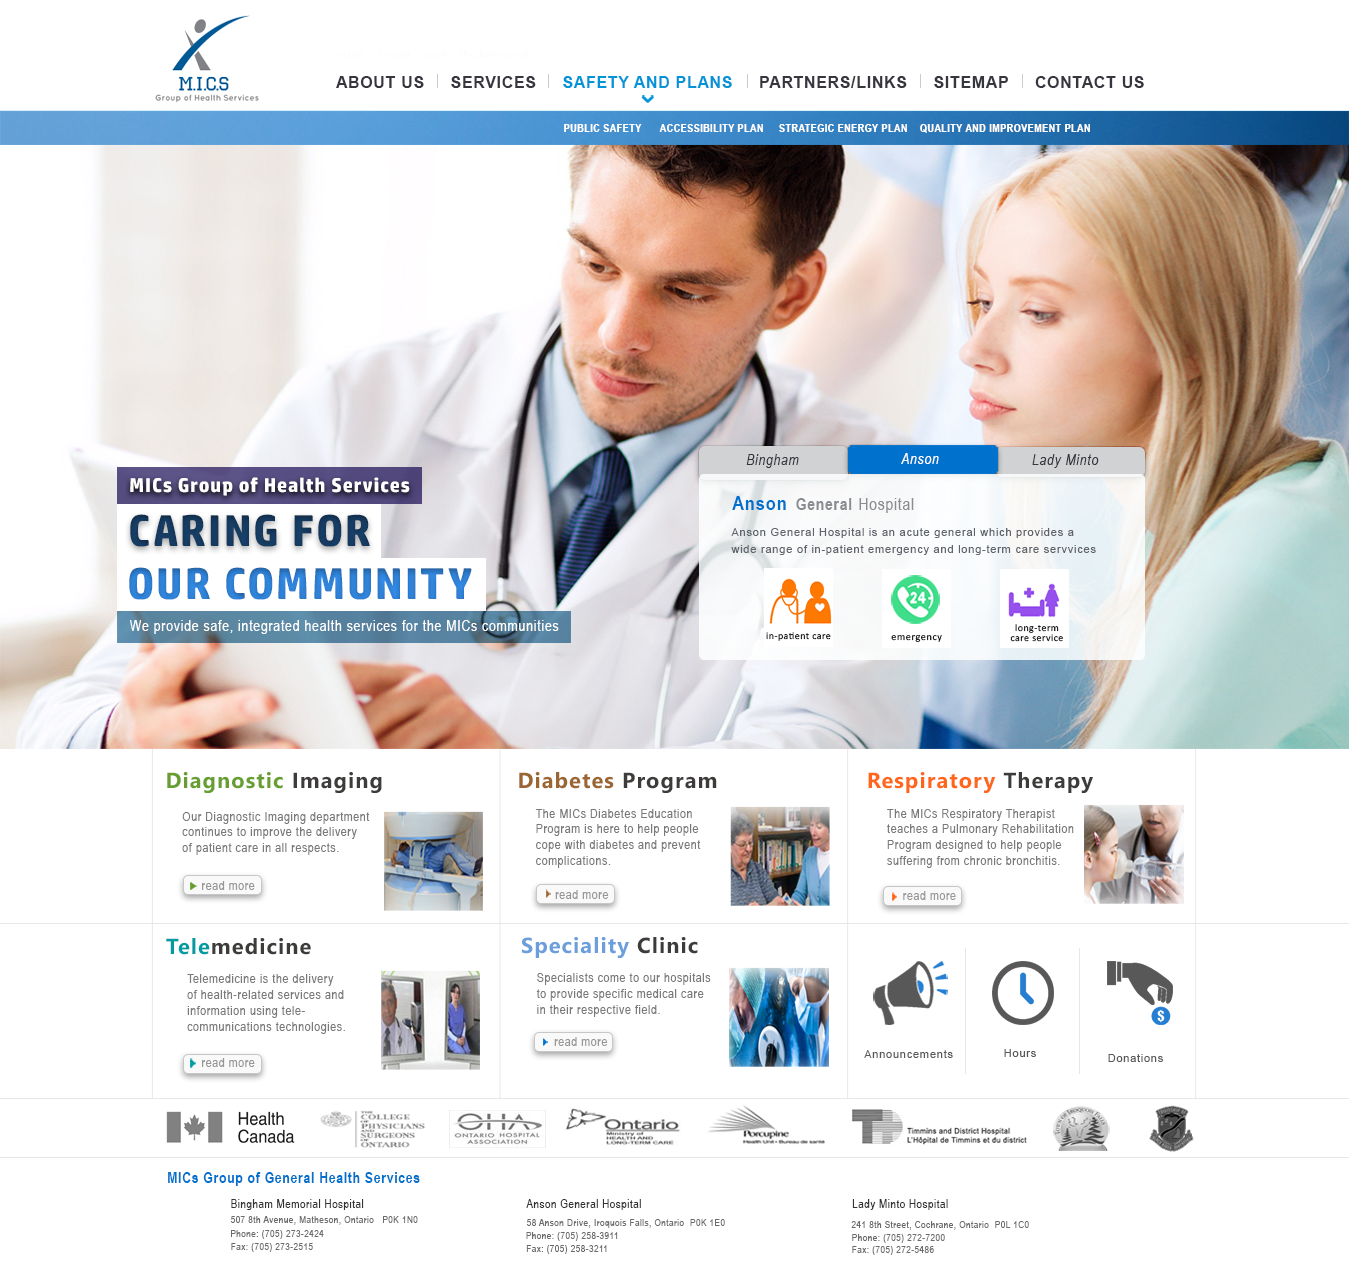 M.I.C.S
Group of Health Services
ABOUT US
SERVICES
SAFETY AND PLANS
PARTNERS/LINKS
SITEMAP
CONTACT US
PUBLIC SAFETY
ACCESSIBILITY PLAN
STRATEGIC ENERGY PLAN
QUALITY AND IMPROVEMENT PLAN
MICs Group of Health Services
CARING FOR
OUR COMMUNITY
We provide safe, integrated health services for the MICs communities
Bingham
Anson
Lady Minto
Anson General Hospital
Anson General Hospital is an acute general which provides a
wide range of in-patient emergency and long-term care servvices
in-patient care
24
emergency
long-term
care service
Diagnostic Imaging
Our Diagnostic Imaging department
continues to improve the delivery
of patient care in all respects.
read more
Diabetes Program
The MICs Diabetes Education
Program is here to help people
cope with diabetes and prevent
complications.
read more
Respiratory Therapy
The MICs Respiratory Therapist
teaches a Pulmonary Rehabilitation
Program designed to help people
suffering from chronic bronchitis.
read more
Telemedicine
Telemedicine is the delivery
of health-related services and
information using tele-
communications technologies.
read more
Speciality Clinic
Specialists come to our hospitals
to provide specific medical care
in their respective field.
read more
Announcements
Hours
$
Donations
Health
Canada
THE
COLLEGE
OF
PHYSICIANS
AND
SURGEONS
OF
ONTARIO
OHA
ONTARIO HOSPITAL
ASSOCIATION
Ontario
MINISTRY OF
HEALTH AND
LONG-TERM CARE
Porcupine
Health Unit - Bureau de santé
Timmins and District Hospital
L'Hôpital de Timmins et du district
MICs Group of General Health Services
Bingham Memorial Hospital
507 8th Avenue, Matheson, Ontario P0K 1N0
Phone: (705) 273-2424
Fax: (705) 273-2515
Anson General Hospital
58 Anson Drive, Iroquois Falls, Ontario P0K 1E0
Phone: (705) 258-3911
Fax: (705) 258-3211
Lady Minto Hospital
241 8th Street, Cochrane, Ontario P0L 1C0
Phone: (705) 272-7200
Fax: (705) 272-5486